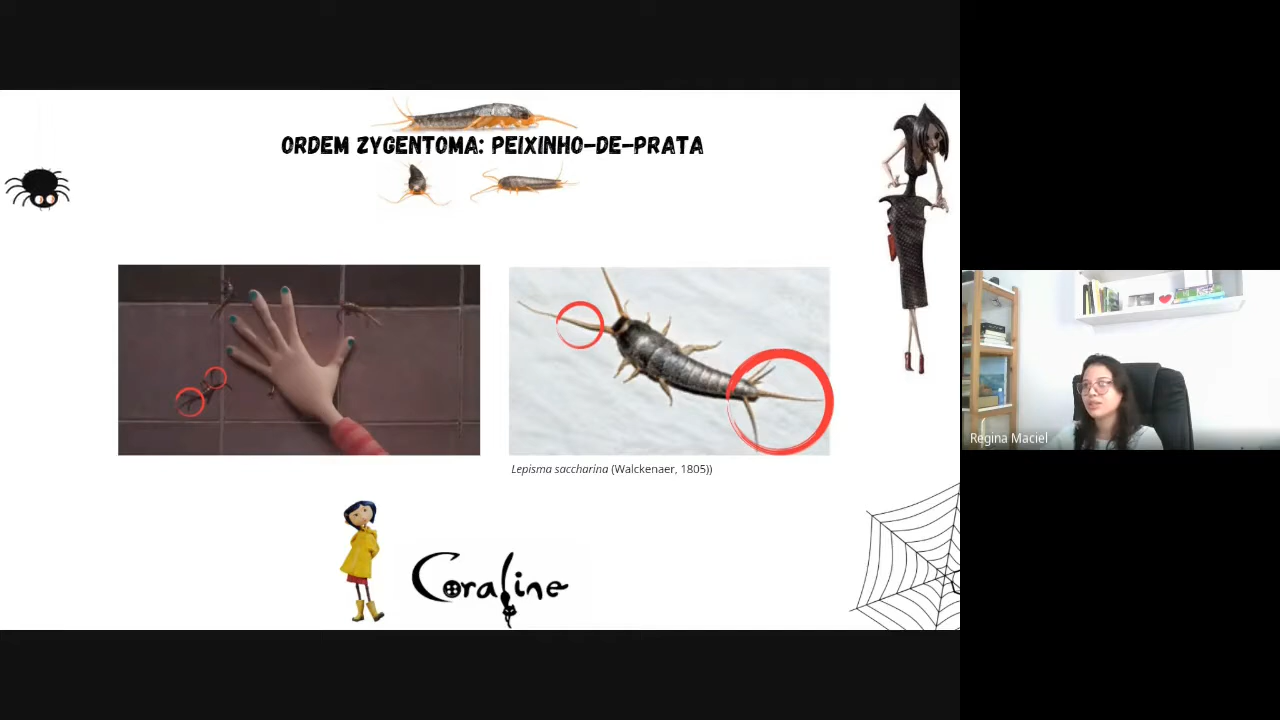 ORDEM ZYGENTOMA: PEIXINHO-DE-PRATA
Lepisma saccharina (Walckenaer, 1805))
Coraline
Regina Maciel